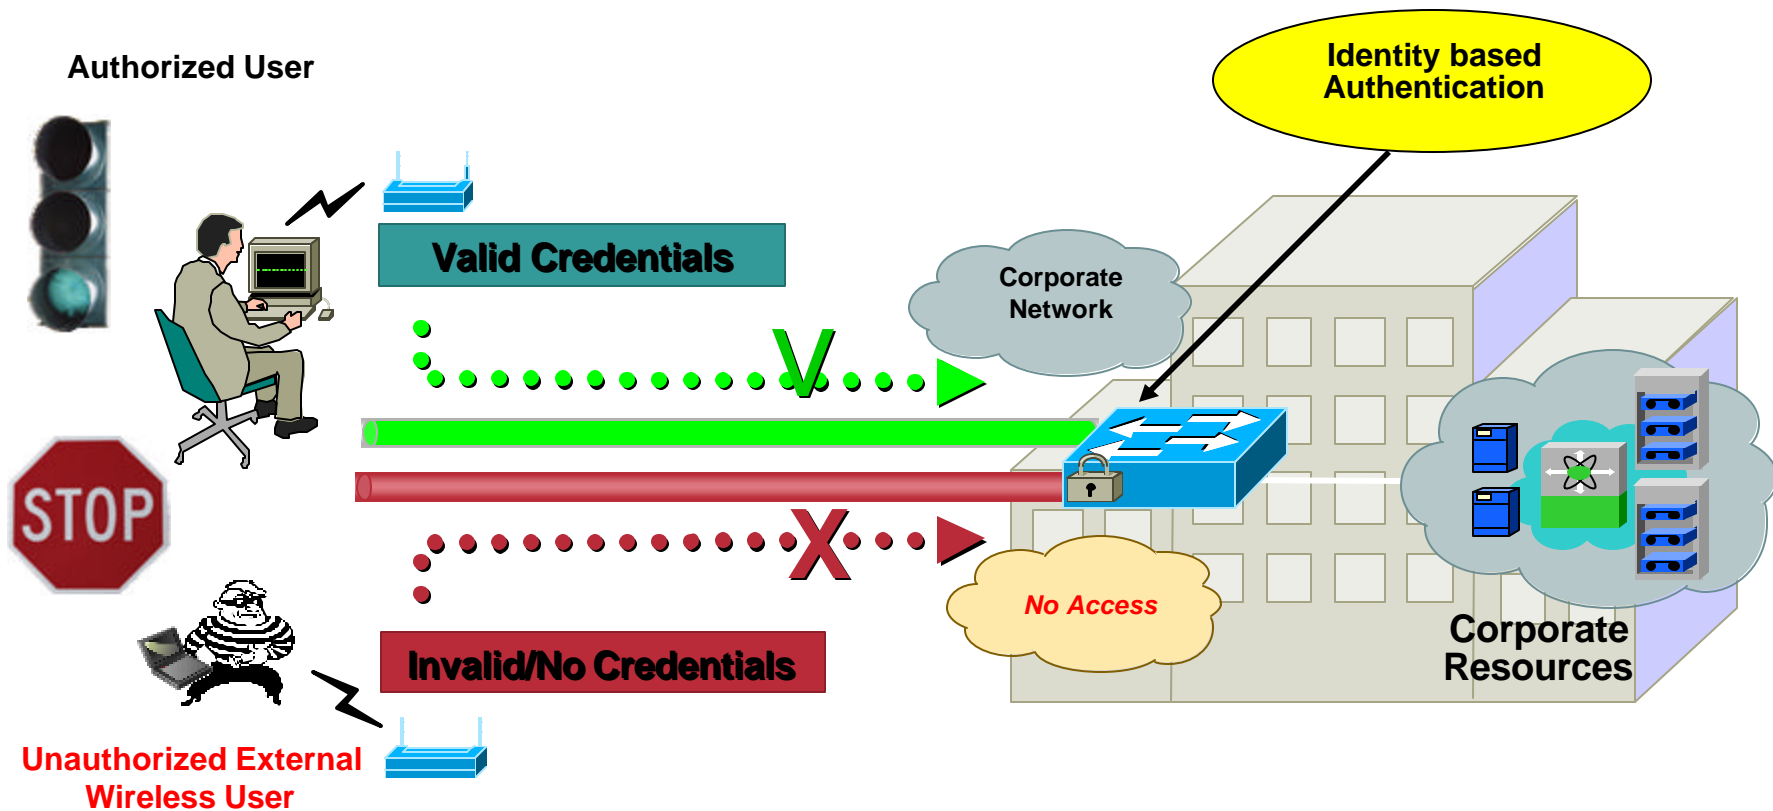 Authorized User
Identity based
Authentication
Valid Credentials
Corporate
Network
V
STOP
X
No Access
Invalid/No Credentials
Corporate
Resources
Unauthorized External
Wireless User